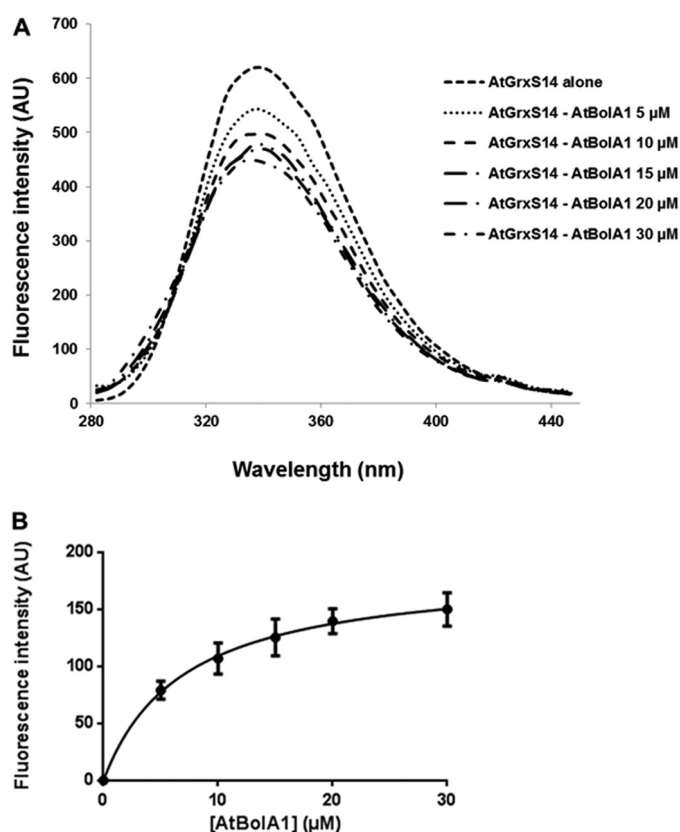 A
Fluorescence intensity (AU)
700
600
500
400
300
200
100
0
280
320
360
400
440
Wavelength (nm)
AtGrxS14 alone
AtGrxS14 - AtBolA1 5 µM
AtGrxS14 - AtBolA1 10 µM
AtGrxS14 - AtBolA1 15 µM
AtGrxS14 - AtBolA1 20 µM
AtGrxS14 - AtBolA1 30 µM
B
Fluorescence intensity (AU)
200
150
100
50
0
0
10
20
30
[AtBolA1] (µM)